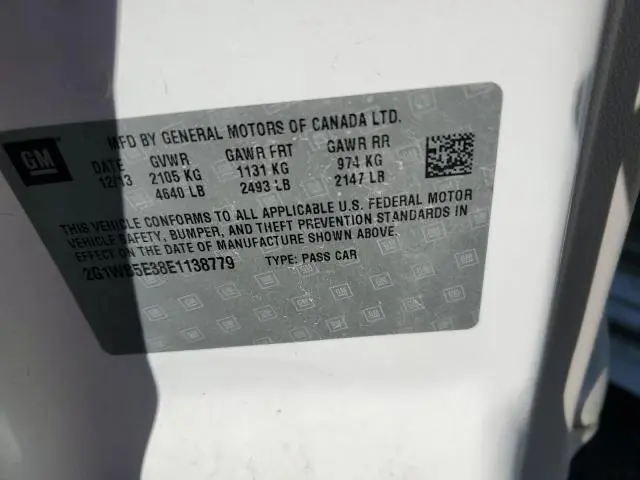 MFD BY GENERAL MOTORS OF CANADA LTD.
GM
DATE GVWR GAWR FRT GAWR RR
12/13 2105 KG 1131 KG 974 KG
4640 LB 2493 LB 2147 LB
THIS VEHICLE CONFORMS TO ALL APPLICABLE U.S. FEDERAL MOTOR
VEHICLE SAFETY, BUMPER, AND THEFT PREVENTION STANDARDS IN
EFFECT ON THE DATE OF MANUFACTURE SHOWN ABOVE.
2G1WB5E38E1138779 TYPE: PASS CAR